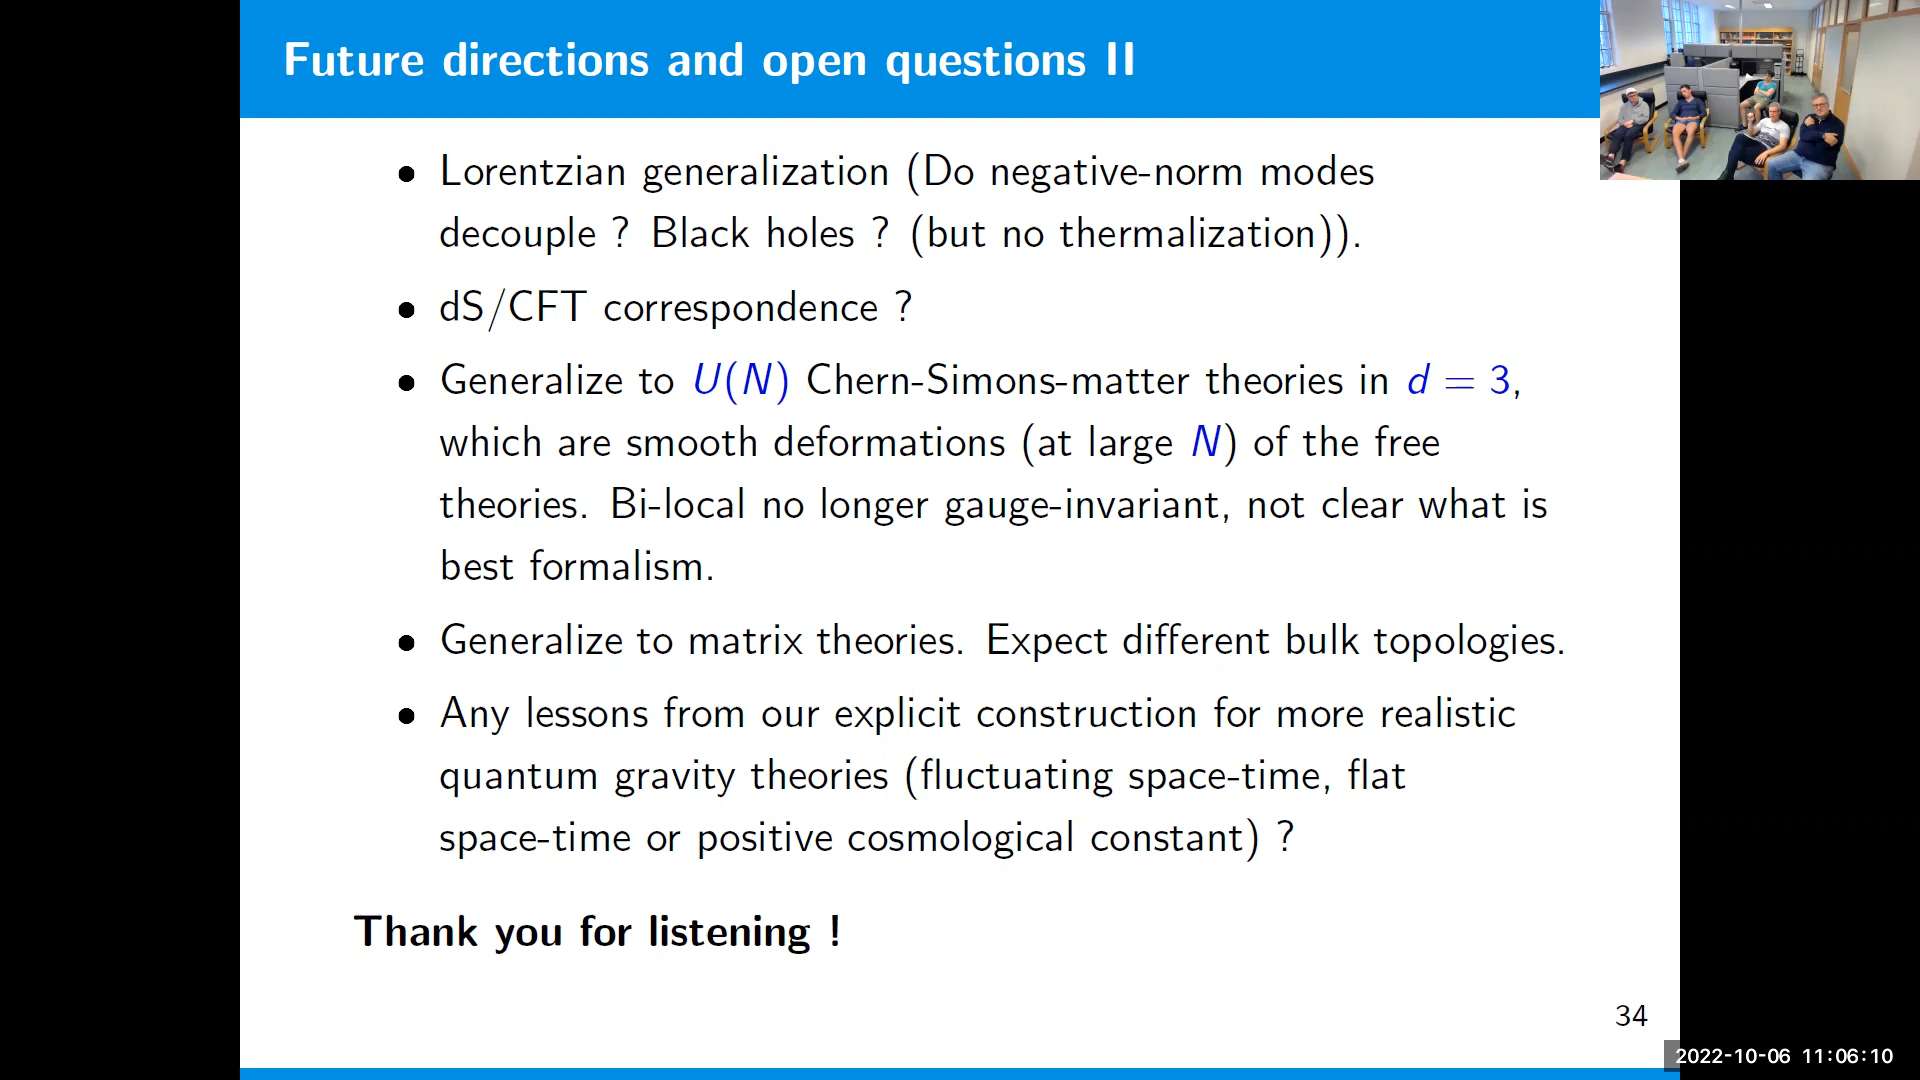 Future directions and open questions II
• Lorentzian generalization (Do negative-norm modes
decouple ? Black holes ? (but no thermalization)).
• dS/CFT correspondence ?
• Generalize to U(N) Chern-Simons-matter theories in d = 3,
which are smooth deformations (at large N) of the free
theories. Bi-local no longer gauge-invariant, not clear what is
best formalism.
• Generalize to matrix theories. Expect different bulk topologies.
• Any lessons from our explicit construction for more realistic
quantum gravity theories (fluctuating space-time, flat
space-time or positive cosmological constant) ?
Thank you for listening !
34
2022-10-06 11:06:10